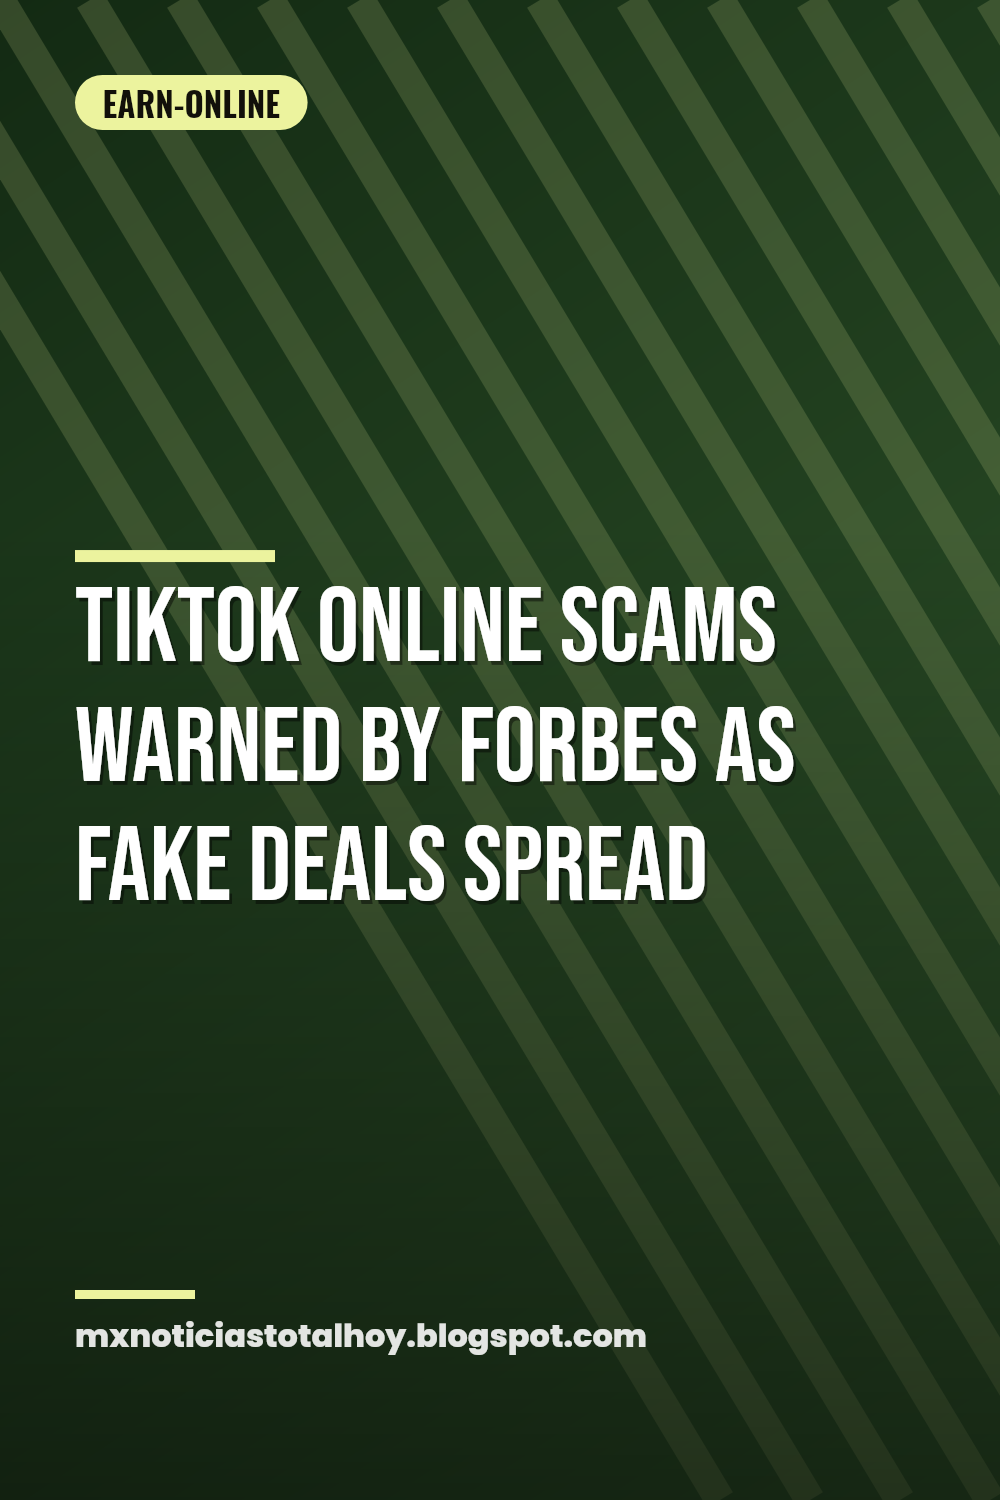 EARN-ONLINE
TIKTOK ONLINE SCAMS
WARNED BY FORBES AS
FAKE DEALS SPREAD
mxnoticiastotalhoy.blogspot.com